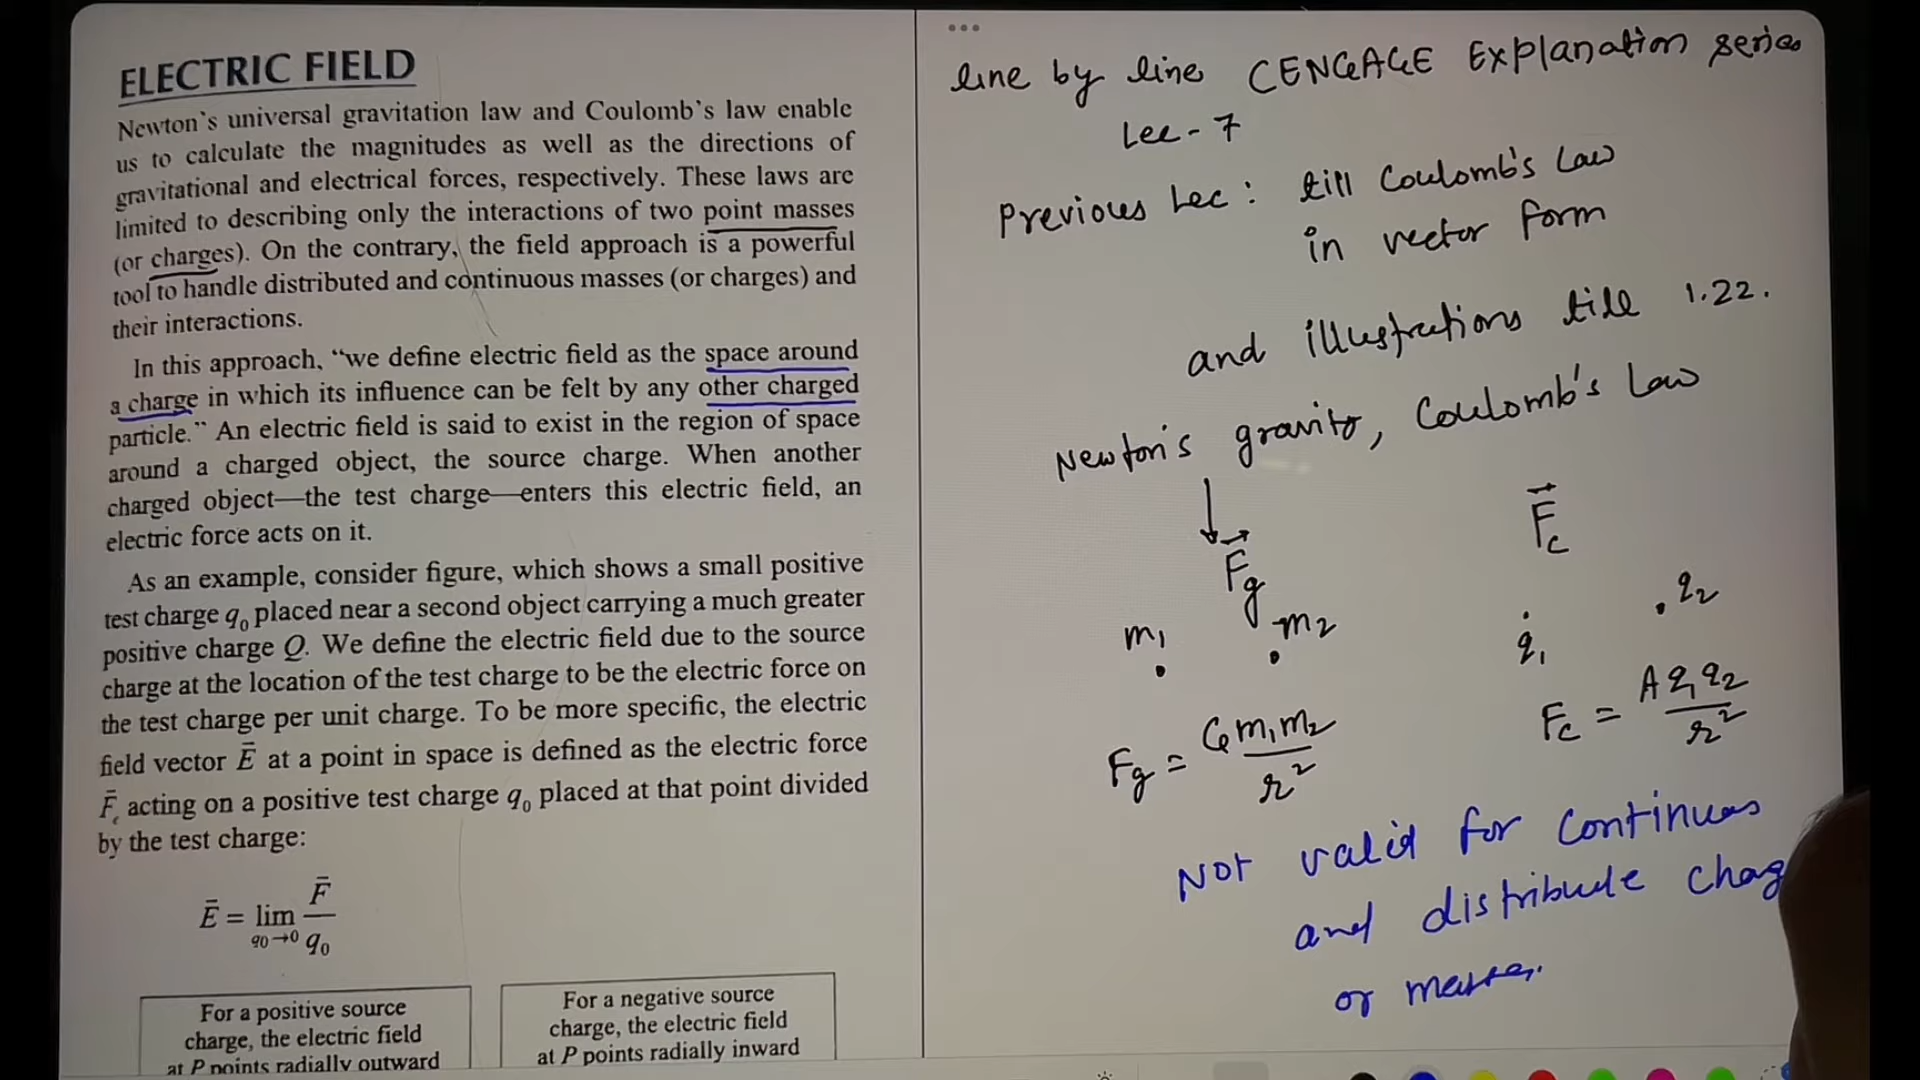 ELECTRIC FIELD
Newton's universal gravitation law and Coulomb's law enable
us to calculate the magnitudes as well as the directions of
gravitational and electrical forces, respectively. These laws are
limited to describing only the interactions of two point masses
(or charges). On the contrary, the field approach is a powerful
tool to handle distributed and continuous masses (or charges) and
their interactions.
In this approach, “we define electric field as the space around
a charge in which its influence can be felt by any other charged
particle.” An electric field is said to exist in the region of space
around a charged object, the source charge. When another
charged object—the test charge—enters this electric field, an
electric force acts on it.
As an example, consider figure, which shows a small positive
test charge q₀ placed near a second object carrying a much greater
positive charge Q. We define the electric field due to the source
charge at the location of the test charge to be the electric force on
the test charge per unit charge. To be more specific, the electric
field vector E̅ at a point in space is defined as the electric force
F̅ₑ acting on a positive test charge q₀ placed at that point divided
by the test charge:
E̅ = lim q₀→0 F̅/q₀
For a positive source
charge, the electric field
at P points radially outward
For a negative source
charge, the electric field
at P points radially inward
line by line CENGAGE Explanation series
Lec - 7
Previous Lec : till Coulomb's Law
in vector form
and illustrations till 1.22.
Newton's gravity, Coulomb's Law
F⃗g
F⃗c
m₁ m₂
q₁ q₂
Fg = Gm₁m₂/r²
Fc = A q₁q₂/r²
Not valid for continuos
and distribute
or